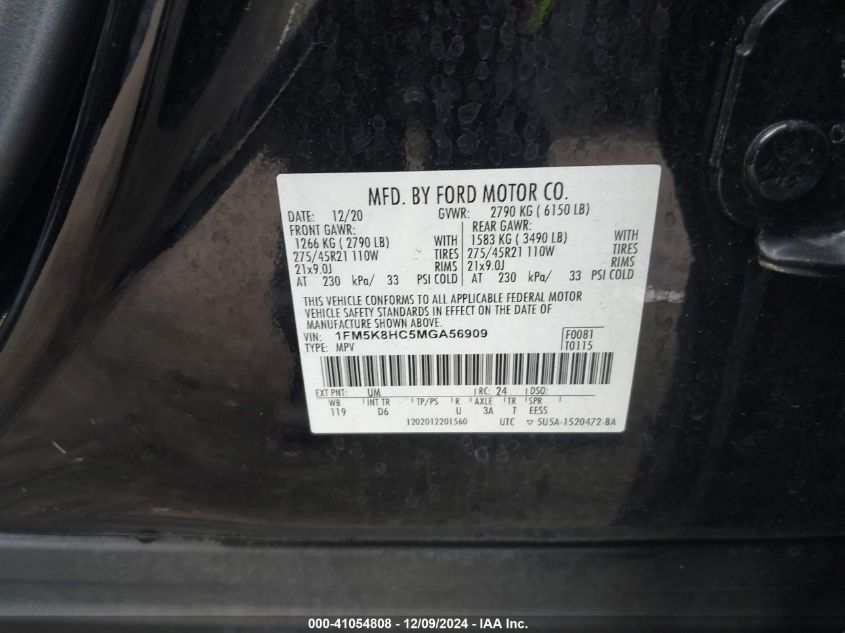 MFD. BY FORD MOTOR CO.
DATE: 12/20 GVWR: 2790 KG ( 6150 LB)
FRONT GAWR: REAR GAWR:
1266 KG ( 2790 LB) WITH 1583 KG ( 3490 LB) WITH
275/45R21 110W TIRES 275/45R21 110W TIRES
21x9.0J RIMS 21x9.0J RIMS
AT 230 kPa/ 33 PSI COLD AT 230 kPa/ 33 PSI COLD
THIS VEHICLE CONFORMS TO ALL APPLICABLE FEDERAL MOTOR
VEHICLE SAFETY STANDARDS IN EFFECT ON THE DATE OF
MANUFACTURE SHOWN ABOVE.
VIN: 1FM5K8HC5MGA56909 F0081
TYPE: MPV T0115
EXT PNT: UM RC: 24 DSO:
WB INT TR TP/PS R AXLE TR SPR
119 D6 U 3A T EESS
1202012201560 UTC ▽ 5U5A-1520472-BA
000-41054808 - 12/09/2024 - IAA Inc.